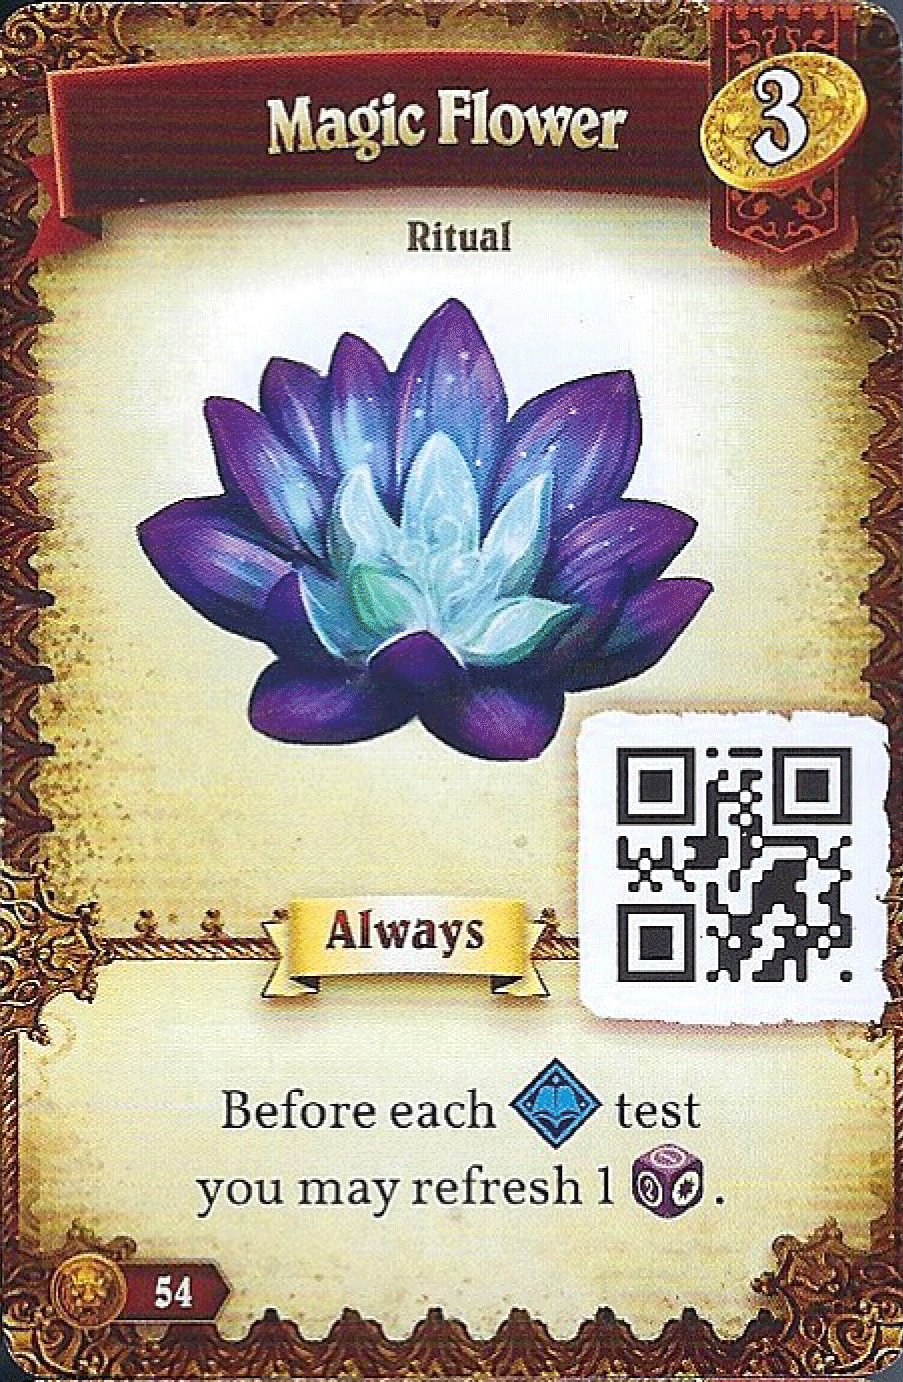 Magic Flower
3
Ritual
Always
Before each test
you may refresh 1 .
54